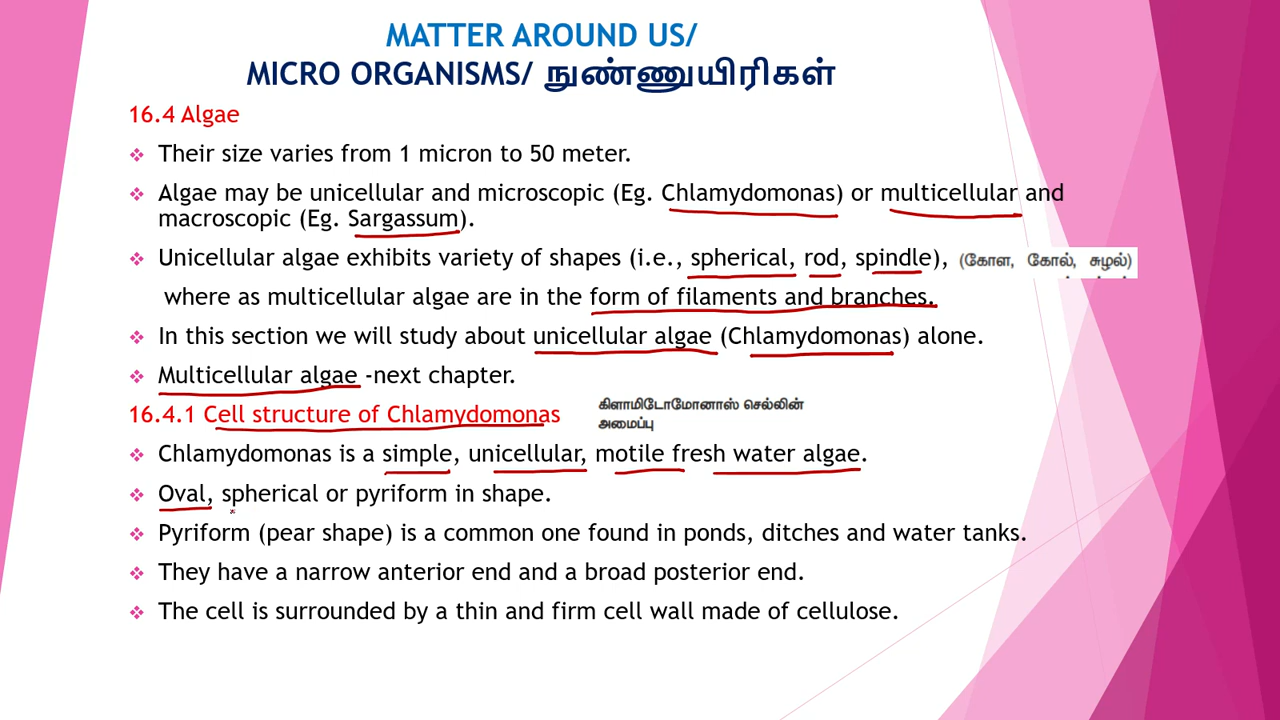 MATTER AROUND US/
MICRO ORGANISMS/ நுண்ணுயிரிகள்
16.4 Algae
❖ Their size varies from 1 micron to 50 meter.
❖ Algae may be unicellular and microscopic (Eg. Chlamydomonas) or multicellular and
macroscopic (Eg. Sargassum).
❖ Unicellular algae exhibits variety of shapes (i.e., spherical, rod, spindle), (கோள, கோல், சுழல்)
where as multicellular algae are in the form of filaments and branches.
❖ In this section we will study about unicellular algae (Chlamydomonas) alone.
❖ Multicellular algae -next chapter.
16.4.1 Cell structure of Chlamydomonas கிளாமிடோமோனாஸ் செல்லின்
அமைப்பு
❖ Chlamydomonas is a simple, unicellular, motile fresh water algae.
❖ Oval, spherical or pyriform in shape.
❖ Pyriform (pear shape) is a common one found in ponds, ditches and water tanks.
❖ They have a narrow anterior end and a broad posterior end.
❖ The cell is surrounded by a thin and firm cell wall made of cellulose.